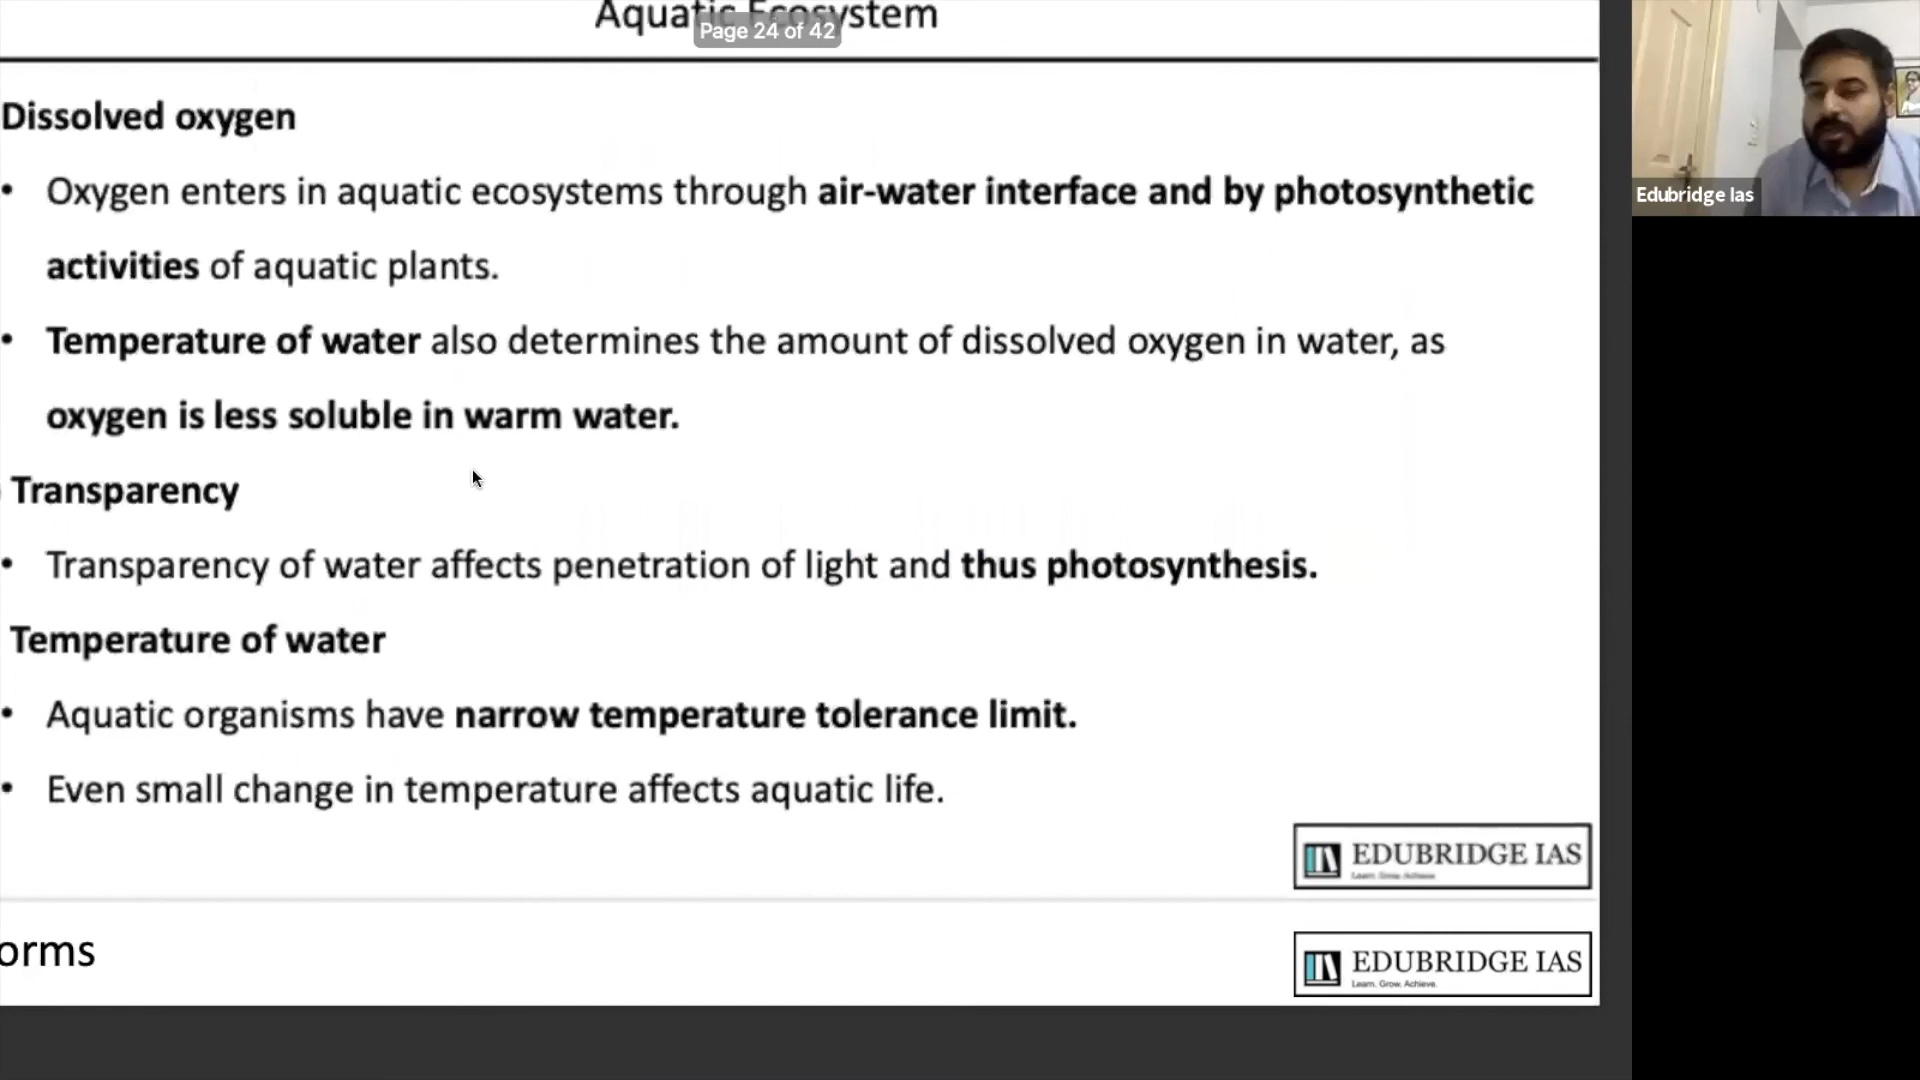 Aquatic Ecosystem
Page 24 of 42
Dissolved oxygen
• Oxygen enters in aquatic ecosystems through air-water interface and by photosynthetic
activities of aquatic plants.
• Temperature of water also determines the amount of dissolved oxygen in water, as
oxygen is less soluble in warm water.
Transparency
• Transparency of water affects penetration of light and thus photosynthesis.
Temperature of water
• Aquatic organisms have narrow temperature tolerance limit.
• Even small change in temperature affects aquatic life.
EDUBRIDGE IAS
Learn. Grow. Achieve.
orms
EDUBRIDGE IAS
Learn. Grow. Achieve.
Edubridge Ias